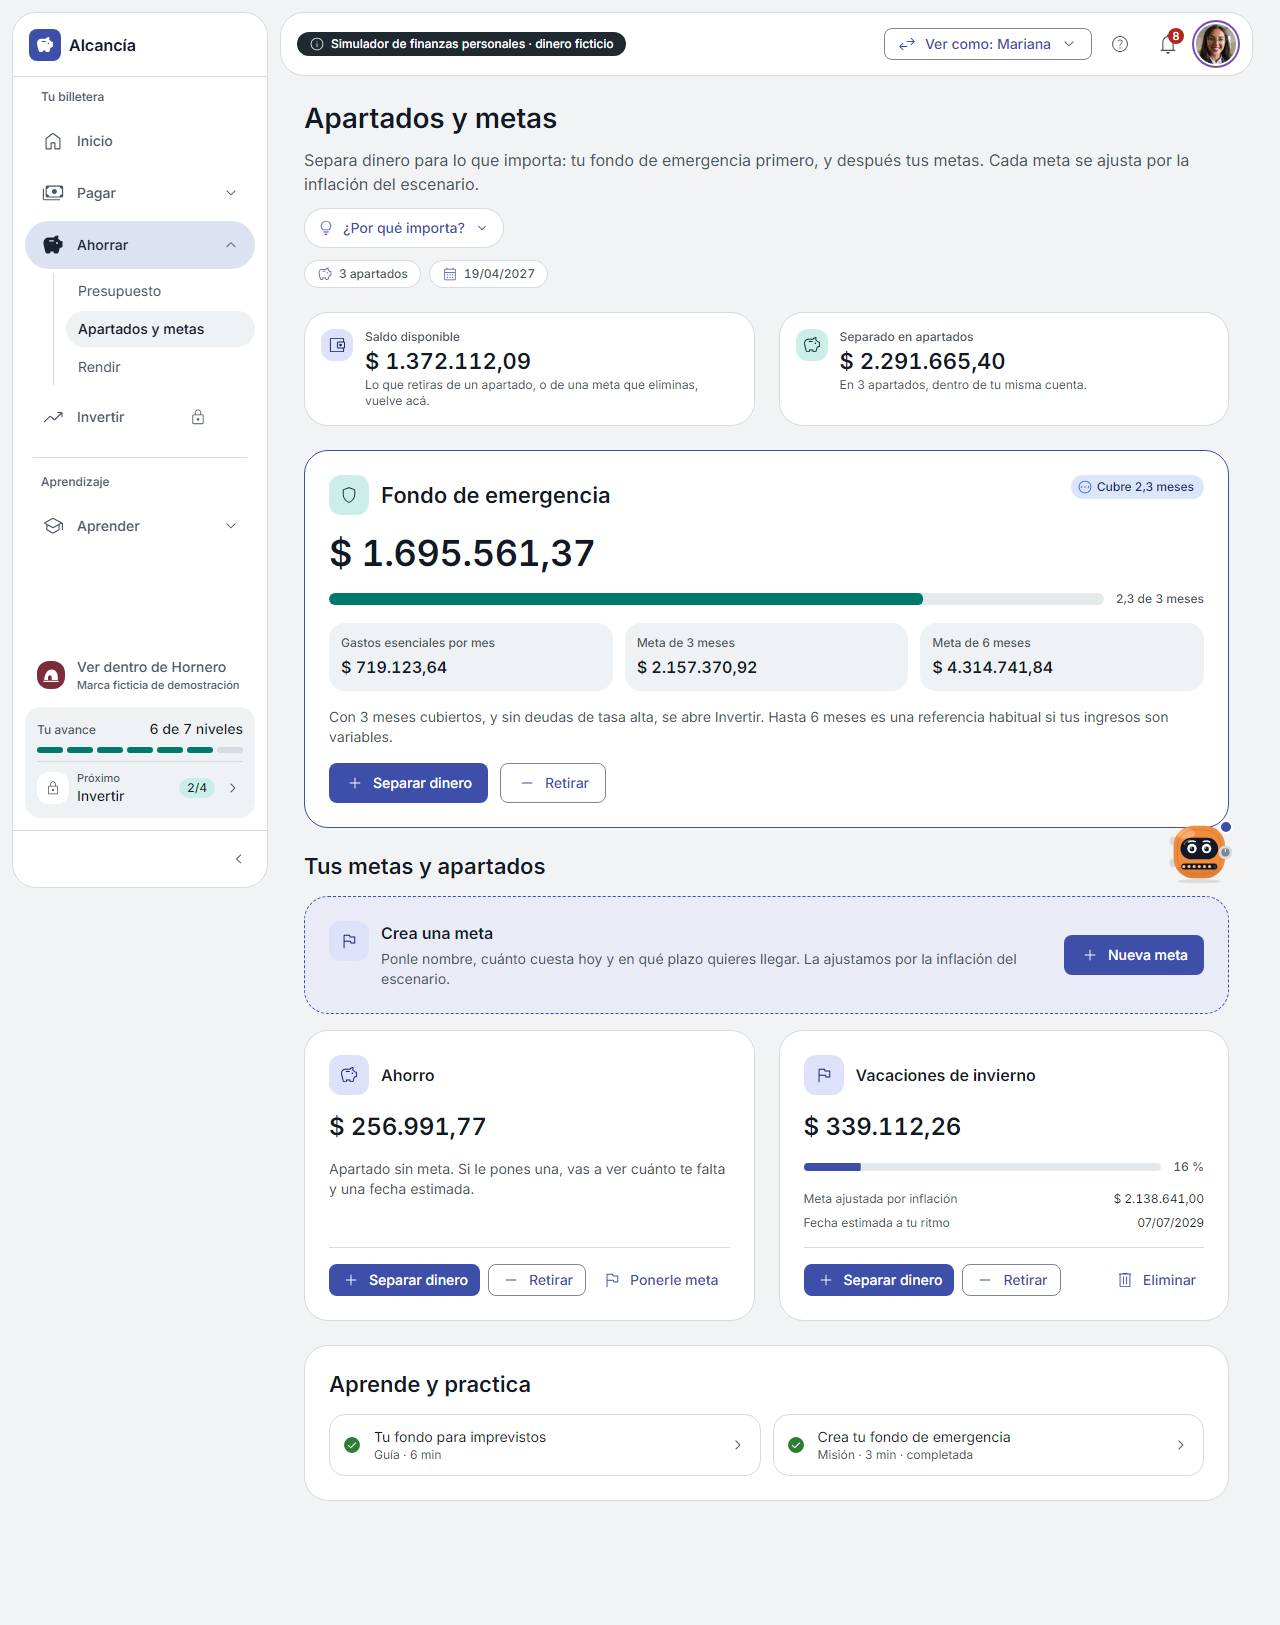 Alcancía
Simulador de finanzas personales · dinero ficticio
Ver como: Mariana
8
Tu billetera
Inicio
Pagar
Ahorrar
Presupuesto
Apartados y metas
Rendir
Invertir
Aprendizaje
Aprender
Ver dentro de Hornero
Marca ficticia de demostración
Tu avance
6 de 7 niveles
Próximo
Invertir
2/4
Apartados y metas
Separa dinero para lo que importa: tu fondo de emergencia primero, y después tus metas. Cada meta se ajusta por la
inflación del escenario.
¿Por qué importa?
3 apartados
19/04/2027
Saldo disponible
$ 1.372.112,09
Lo que retiras de un apartado, o de una meta que eliminas,
vuelve acá.
Separado en apartados
$ 2.291.665,40
En 3 apartados, dentro de tu misma cuenta.
Fondo de emergencia
Cubre 2,3 meses
$ 1.695.561,37
2,3 de 3 meses
Gastos esenciales por mes
$ 719.123,64
Meta de 3 meses
$ 2.157.370,92
Meta de 6 meses
$ 4.314.741,84
Con 3 meses cubiertos, y sin deudas de tasa alta, se abre Invertir. Hasta 6 meses es una referencia habitual si tus ingresos son
variables.
Separar dinero
Retirar
Tus metas y apartados
Crea una meta
Ponle nombre, cuánto cuesta hoy y en qué plazo quieres llegar. La ajustamos por la inflación del
escenario.
Nueva meta
Ahorro
$ 256.991,77
Apartado sin meta. Si le pones una, vas a ver cuánto te falta
y una fecha estimada.
Separar dinero
Retirar
Ponerle meta
Vacaciones de invierno
$ 339.112,26
16 %
Meta ajustada por inflación
$ 2.138.641,00
Fecha estimada a tu ritmo
07/07/2029
Separar dinero
Retirar
Eliminar
Aprende y practica
Tu fondo para imprevistos
Guía · 6 min
Crea tu fondo de emergencia
Misión · 3 min · completada